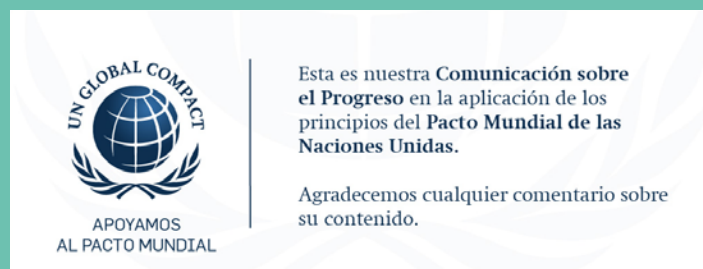 UN GLOBAL COMPACT
APOYAMOS
AL PACTO MUNDIAL
Esta es nuestra Comunicación sobre
el Progreso en la aplicación de los
principios del Pacto Mundial de las
Naciones Unidas.
Agradecemos cualquier comentario sobre
su contenido.